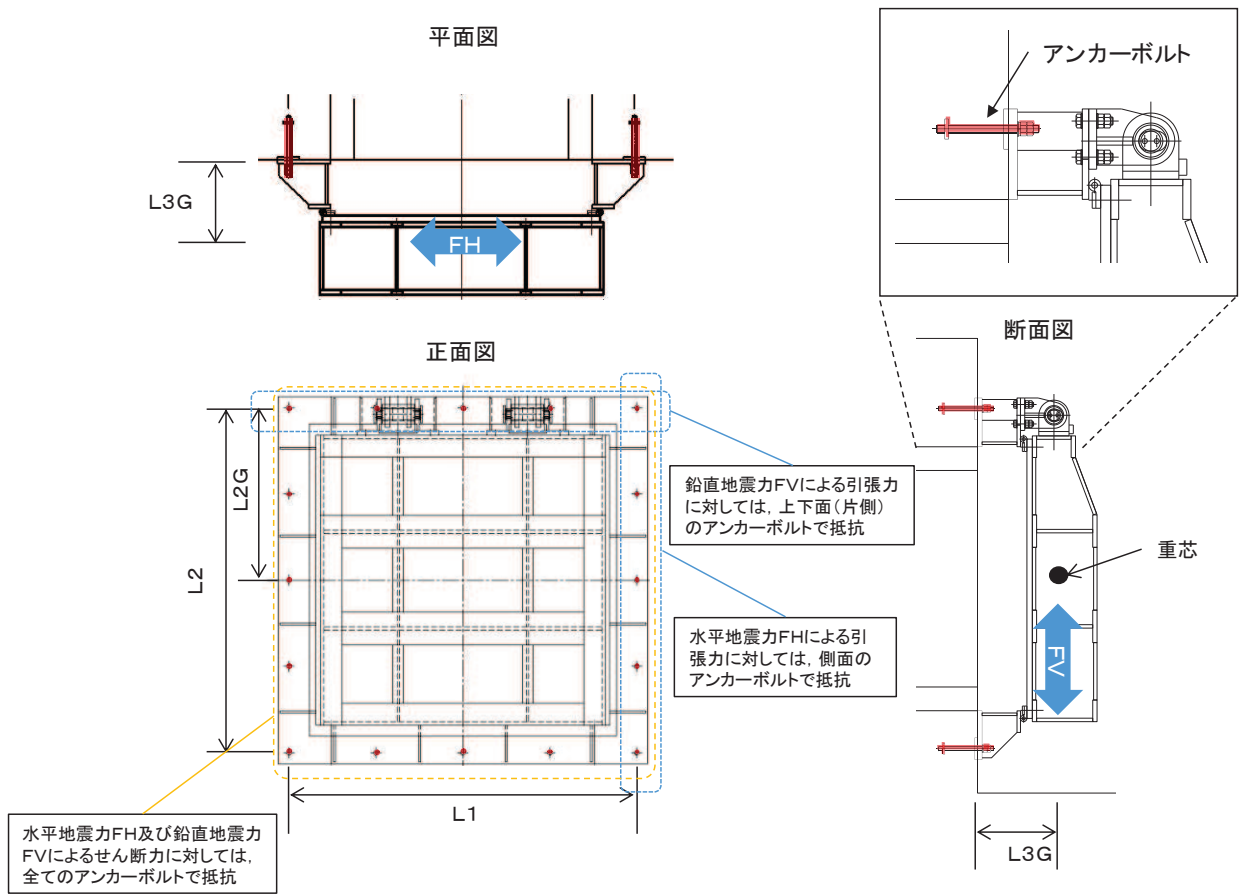 平面図
アンカーボルト
L3G
FH
断面図
正面図
L2G
L2
鉛直地震力FVによる引張力
に対しては，上下面（片側）
のアンカーボルトで抵抗
重芯
水平地震力FHによる引
張力に対しては，側面の
アンカーボルトで抵抗
FV
L1
水平地震力FH及び鉛直地震力
FVによるせん断力に対しては，
全てのアンカーボルトで抵抗
L3G